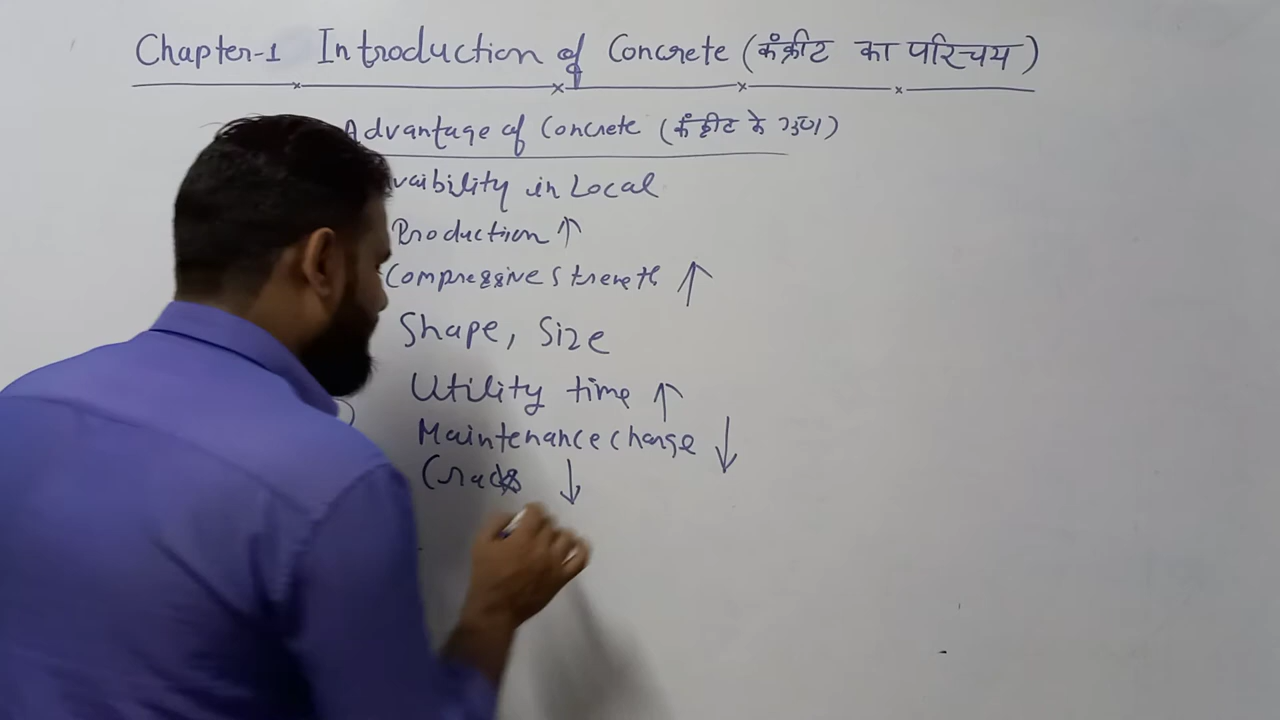 Chapter-1 Introduction of Concrete (कंक्रीट का परिचय)
Advantage of Concrete (कंक्रीट के गुण)
vaibility in Local
Production ↑
Compressive Strength ↑
Shape, Size
Utility time ↑
Maintenance charge ↓
Cracks ↓